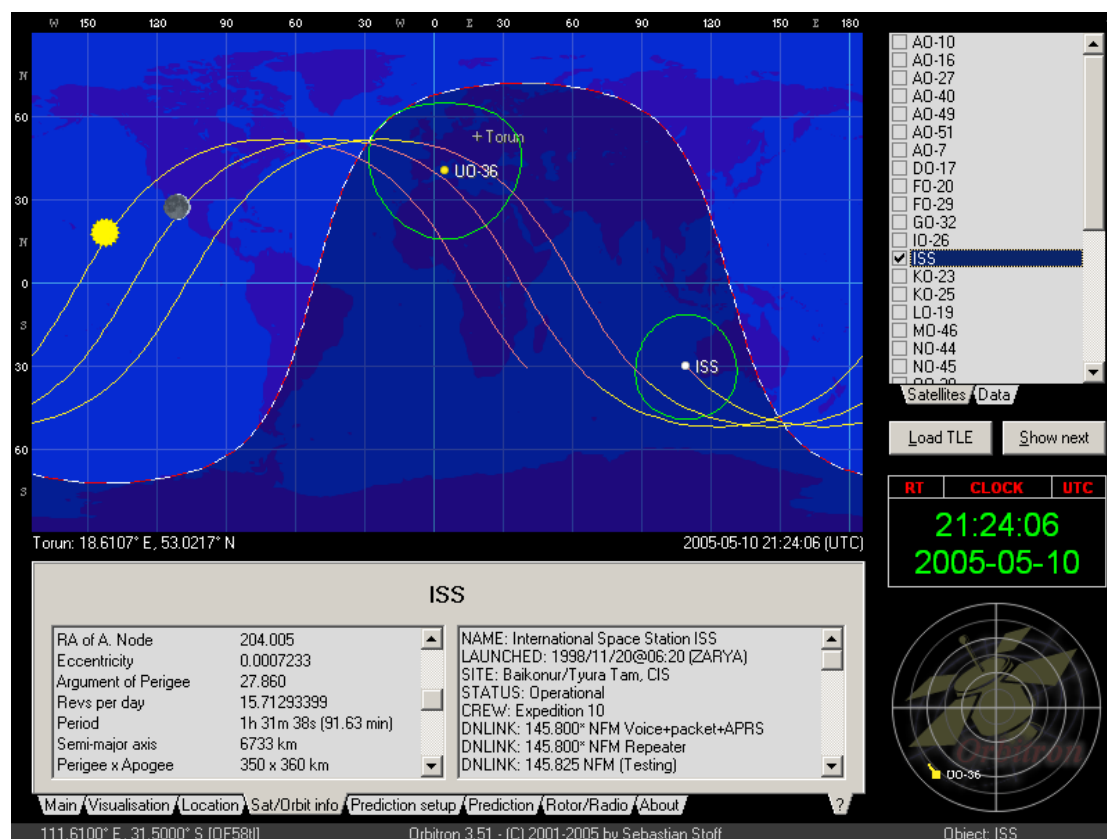 W 150 120 90 60 30 W 0 E 30 60 90 120 150 E 180
N
60
30
N
0
S
30
60
S
+ Torun
UO-36
ISS
Torun: 18.6107° E, 53.0217° N
2005-05-10 21:24:06 (UTC)
AO-10
AO-16
AO-27
AO-40
AO-49
AO-51
AO-7
DO-17
FO-20
FO-29
GO-32
IO-26
ISS
KO-23
KO-25
LO-19
MO-46
NO-44
NO-45
Satellites Data
Load TLE Show next
RT CLOCK UTC
21:24:06
2005-05-10
ISS
RA of A. Node 204.005
Eccentricity 0.0007233
Argument of Perigee 27.860
Revs per day 15.71293399
Period 1h 31m 38s (91.63 min)
Semi-major axis 6733 km
Perigee x Apogee 350 x 360 km
NAME: International Space Station ISS
LAUNCHED: 1998/11/20@06:20 (ZARYA)
SITE: Baikonur/Tyura Tam, CIS
STATUS: Operational
CREW: Expedition 10
DNLINK: 145.800* NFM Voice+packet+APRS
DNLINK: 145.800* NFM Repeater
DNLINK: 145.825 NFM (Testing)
Orbitron
UO-36
Main Visualisation Location Sat/Orbit info Prediction setup Prediction Rotor/Radio About ?
111.6100° E, 31.5000° S [OF58tl] Orbitron 3.51 - (C) 2001-2005 by Sebastian Stoff Object: ISS